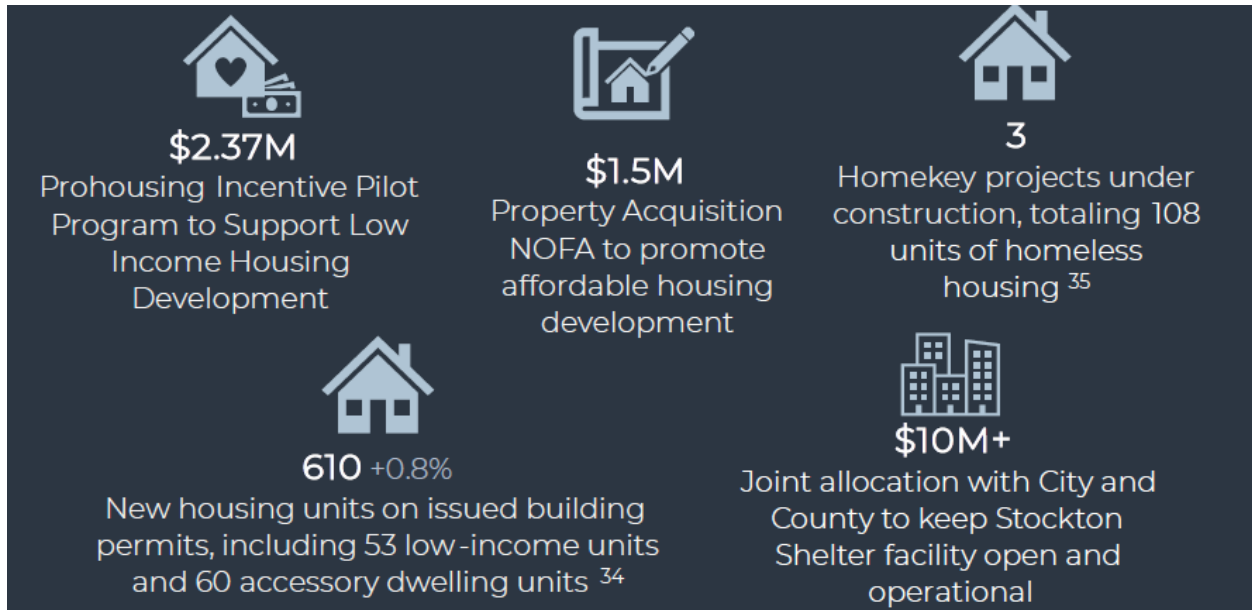 $2.37M
Prohousing Incentive Pilot
Program to Support Low
Income Housing
Development
$1.5M
Property Acquisition
NOFA to promote
affordable housing
development
3
Homekey projects under
construction, totaling 108
units of homeless
housing 35
610 +0.8%
New housing units on issued building
permits, including 53 low-income units
and 60 accessory dwelling units 34
$10M+
Joint allocation with City and
County to keep Stockton
Shelter facility open and
operational